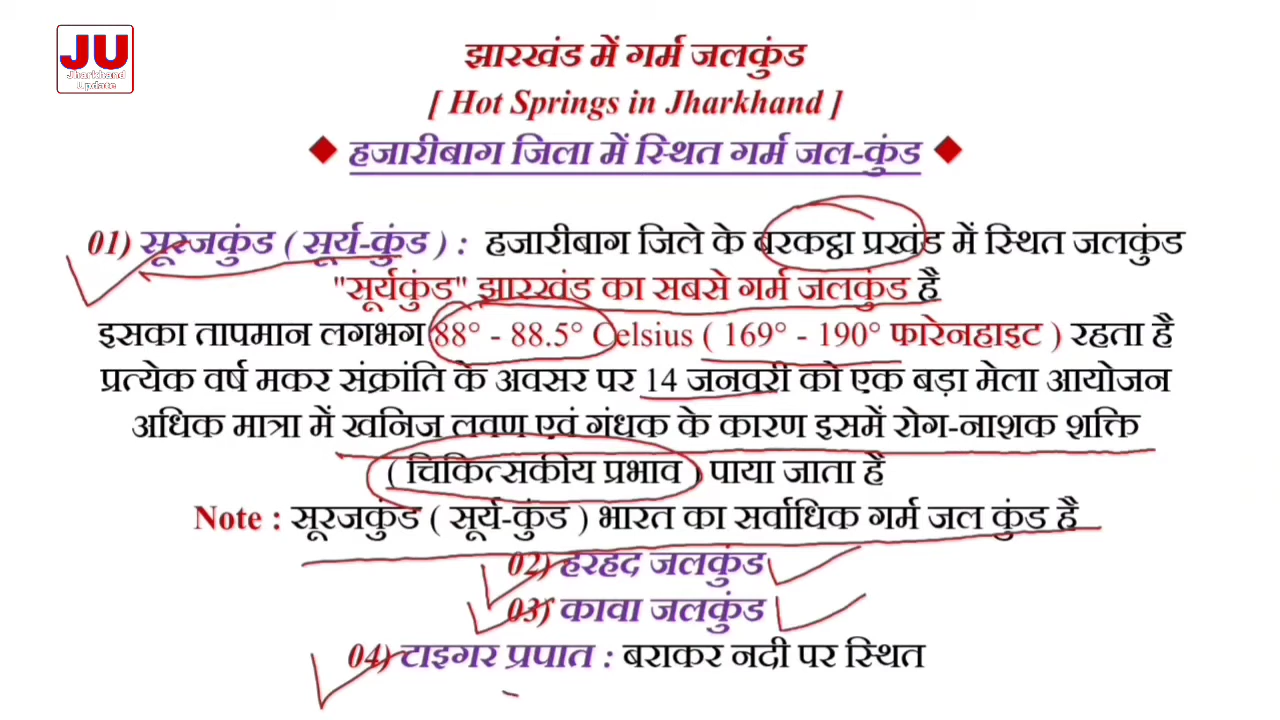 JU
Jharkhand
Update
झारखंड में गर्म जलकुंड
[ Hot Springs in Jharkhand ]
हजारीबाग जिला में स्थित गर्म जल-कुंड
01) सूरजकुंड ( सूर्य-कुंड ) : हजारीबाग जिले के बरकट्ठा प्रखंड में स्थित जलकुंड
"सूर्यकुंड" झारखंड का सबसे गर्म जलकुंड है
इसका तापमान लगभग 88° - 88.5° Celsius ( 169° - 190° फारेनहाइट ) रहता है
प्रत्येक वर्ष मकर संक्रांति के अवसर पर 14 जनवरी को एक बड़ा मेला आयोजन
अधिक मात्रा में खनिज लवण एवं गंधक के कारण इसमें रोग-नाशक शक्ति
( चिकित्सकीय प्रभाव ) पाया जाता है
Note : सूरजकुंड ( सूर्य-कुंड ) भारत का सर्वाधिक गर्म जल कुंड है
02) हरहद जलकुंड
03) कावा जलकुंड
04) टाइगर प्रपात : बराकर नदी पर स्थित